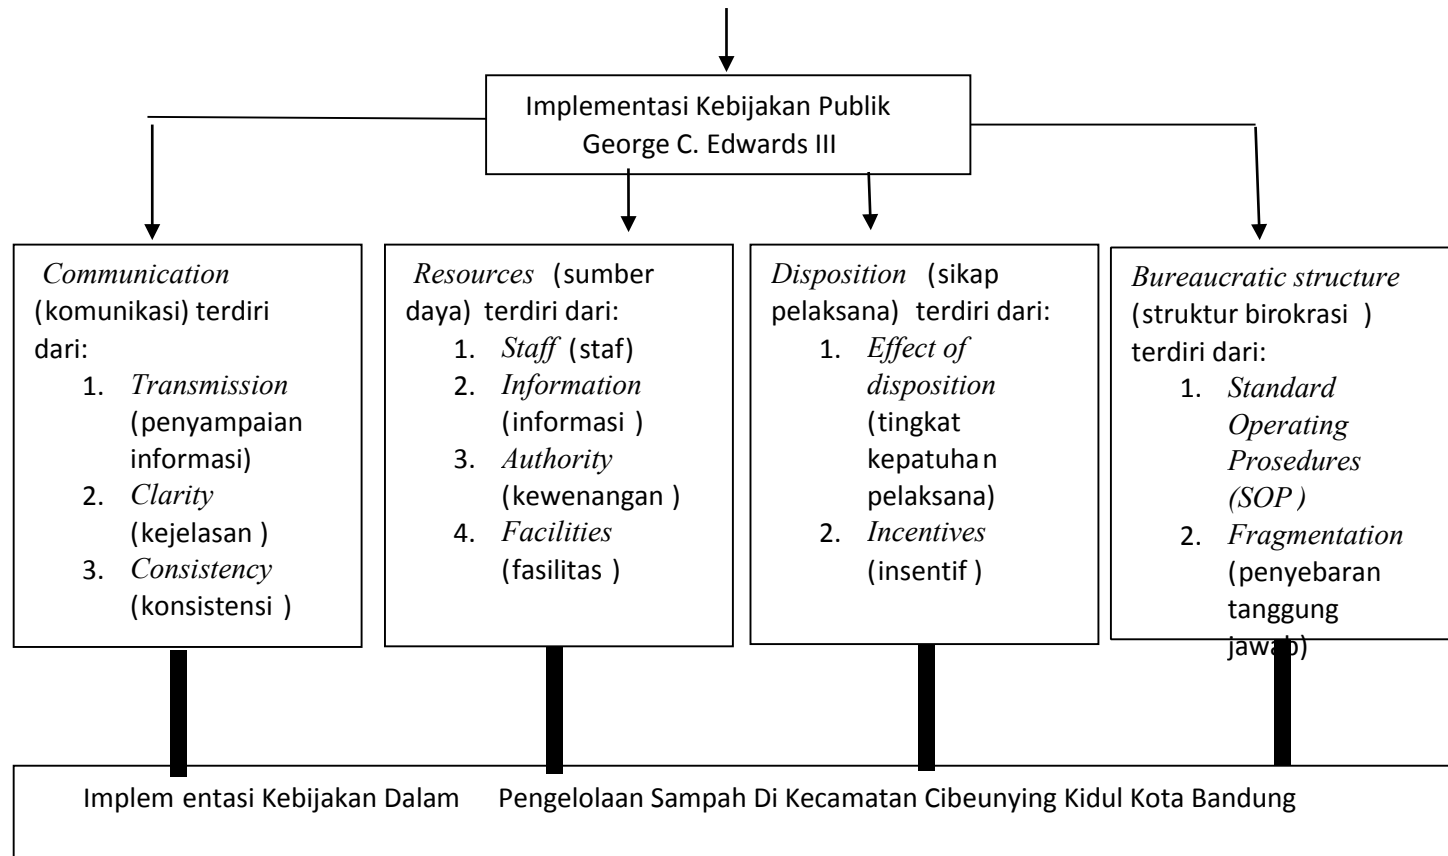 Implementasi Kebijakan Publik
George C. Edwards III
Communication
(komunikasi) terdiri
dari:
1. Transmission
(penyampaian
informasi)
2. Clarity
(kejelasan )
3. Consistency
(konsistensi )
Resources (sumber
daya) terdiri dari:
1. Staff (staf)
2. Information
(informasi )
3. Authority
(kewenangan )
4. Facilities
(fasilitas )
Disposition (sikap
pelaksana) terdiri dari:
1. Effect of
disposition
(tingkat
kepatuhan
pelaksana)
2. Incentives
(insentif )
Bureaucratic structure
(struktur birokrasi )
terdiri dari:
1. Standard
Operating
Prosedures
(SOP )
2. Fragmentation
(penyebaran
tanggung
jawab)
Implem entasi Kebijakan Dalam Pengelolaan Sampah Di Kecamatan Cibeunying Kidul Kota Bandung